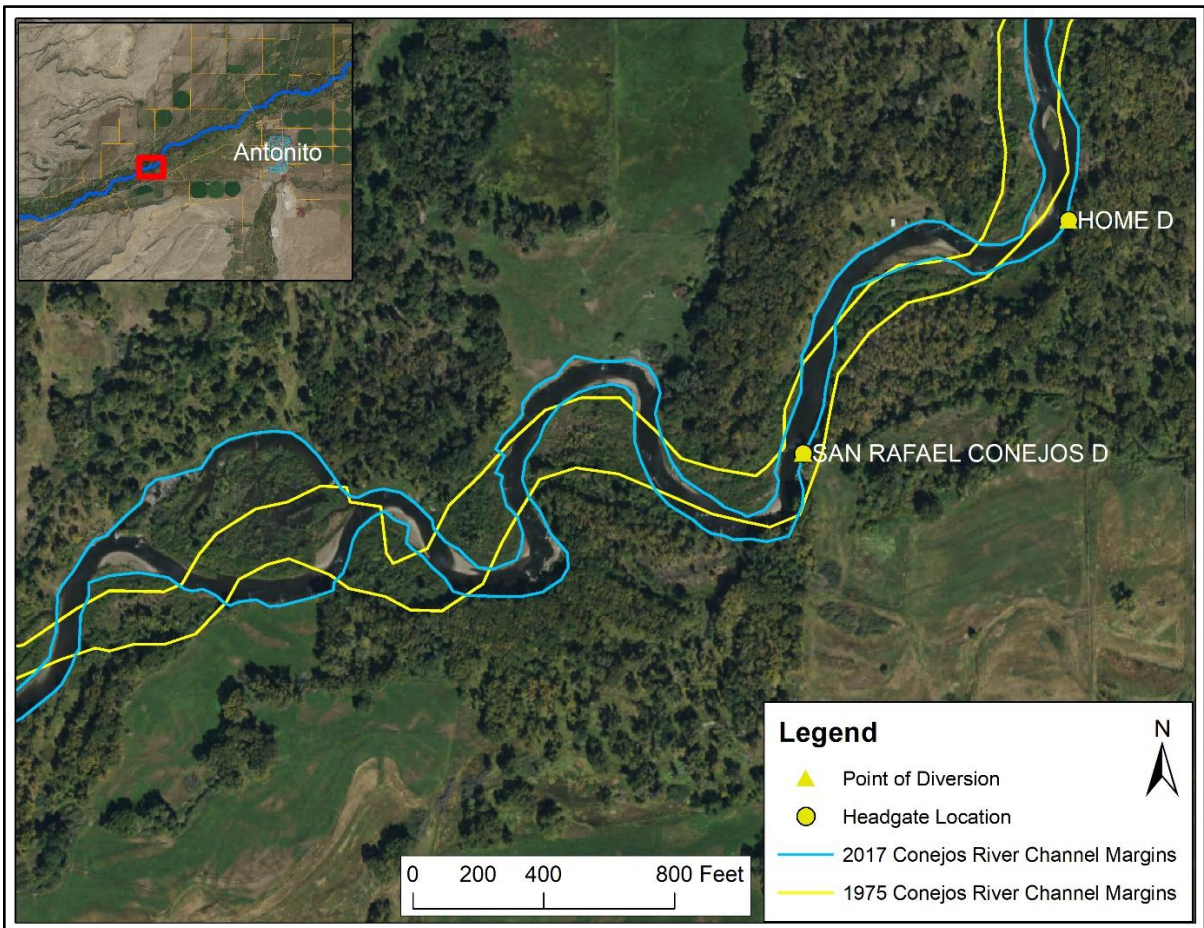 Antonito
HOME D
SAN RAFAEL CONEJOS D
Legend
N
Point of Diversion
Headgate Location
2017 Conejos River Channel Margins
1975 Conejos River Channel Margins
0 200 400 800 Feet